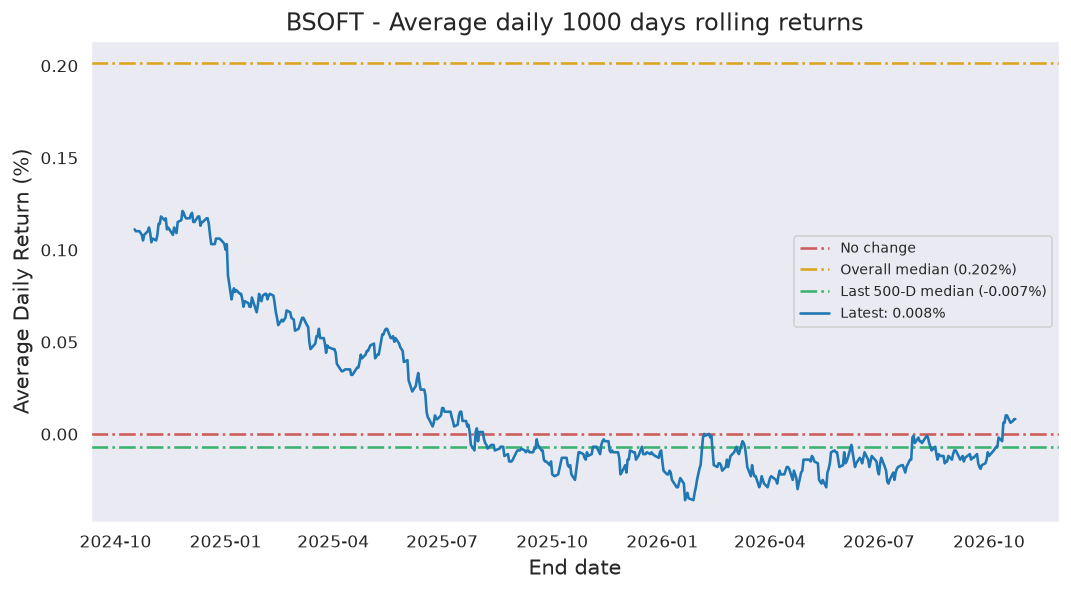 BSOFT - Average daily 1000 days rolling returns
Average Daily Return (%)
0.20
0.15
0.10
0.05
0.00
No change
Overall median (0.202%)
Last 500-D median (-0.007%)
Latest: 0.008%
2024-10 2025-01 2025-04 2025-07 2025-10 2026-01 2026-04 2026-07 2026-10
End date